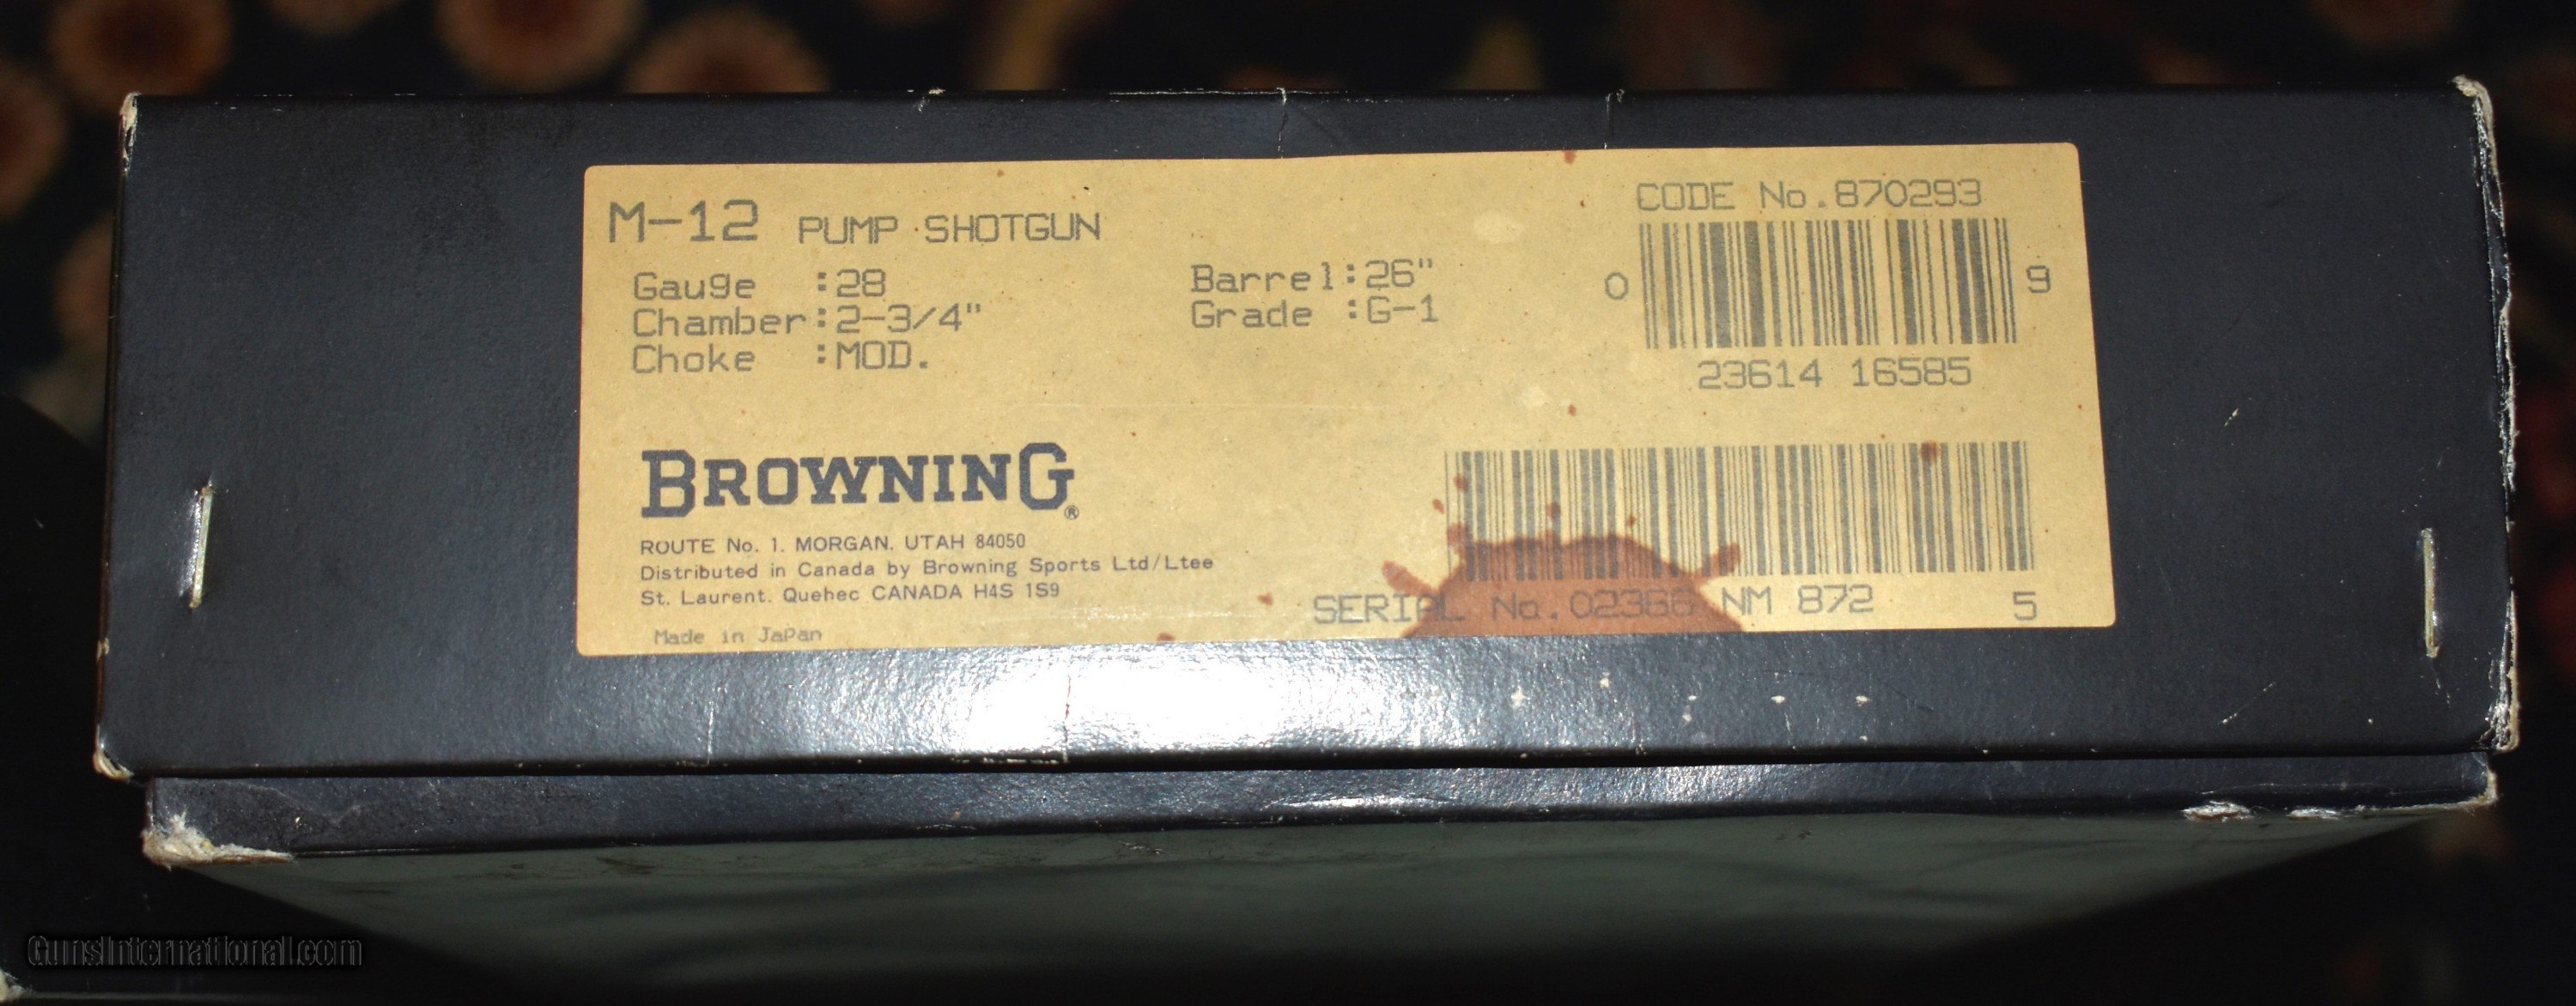 M-12 PUMP SHOTGUN
Gauge :28
Chamber:2-3/4"
Choke :MOD.
Barrel:26"
Grade :G-1
CODE No.870293
0 9
23614 16585
BROWNING®
ROUTE No. 1. MORGAN. UTAH 84050
Distributed in Canada by Browning Sports Ltd/Ltee
St. Laurent. Quehec CANADA H4S 1S9
Made in Japan
SERIAL No.02366 NM 872 5
GunsInternational.com